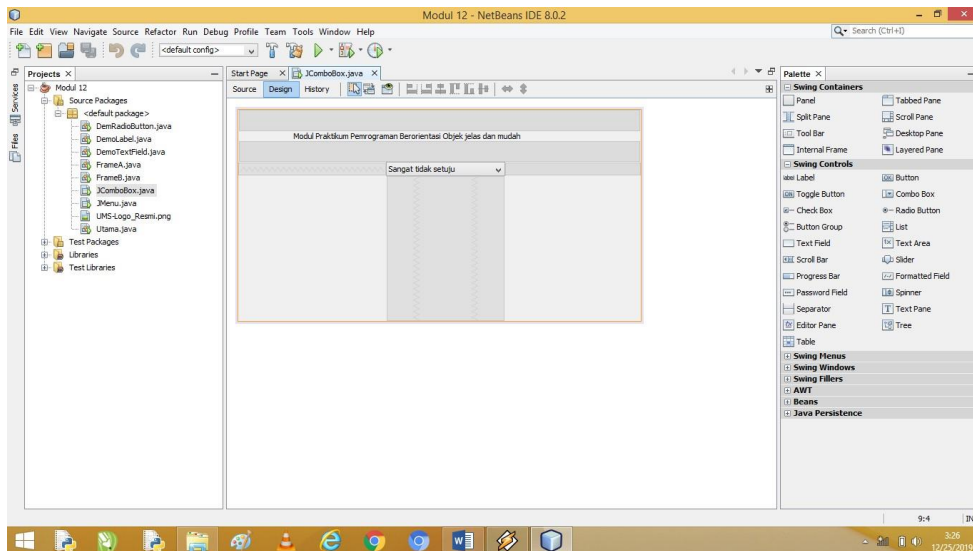 Modul 12 - NetBeans IDE 8.0.2
File Edit View Navigate Source Refactor Run Debug Profile Team Tools Window Help
Search (Ctrl+I)
<default config>
Projects
Start Page
JComboBox.java
Palette
Services
Files
Source Design History
Modul 12
Source Packages
<default package>
DemRadioButton.java
DemoLabel.java
DemoTextField.java
FrameA.java
FrameB.java
JComboBox.java
JMenu.java
UMS-Logo_Resmi.png
Utama.java
Test Packages
Libraries
Test Libraries
Modul Praktikum Pemrograman Berorientasi Objek jelas dan mudah
Sangat tidak setuju
Swing Containers
Panel Tabbed Pane
Split Pane Scroll Pane
Tool Bar Desktop Pane
Internal Frame Layered Pane
Swing Controls
label Label OK Button
ON Toggle Button Combo Box
Check Box Radio Button
Button Group List
Text Field Text Area
Scroll Bar Slider
Progress Bar Formatted Field
Password Field Spinner
Separator Text Pane
Editor Pane Tree
Table
Swing Menus
Swing Windows
Swing Fillers
AWT
Beans
Java Persistence
9:4
3:26
12/25/2019